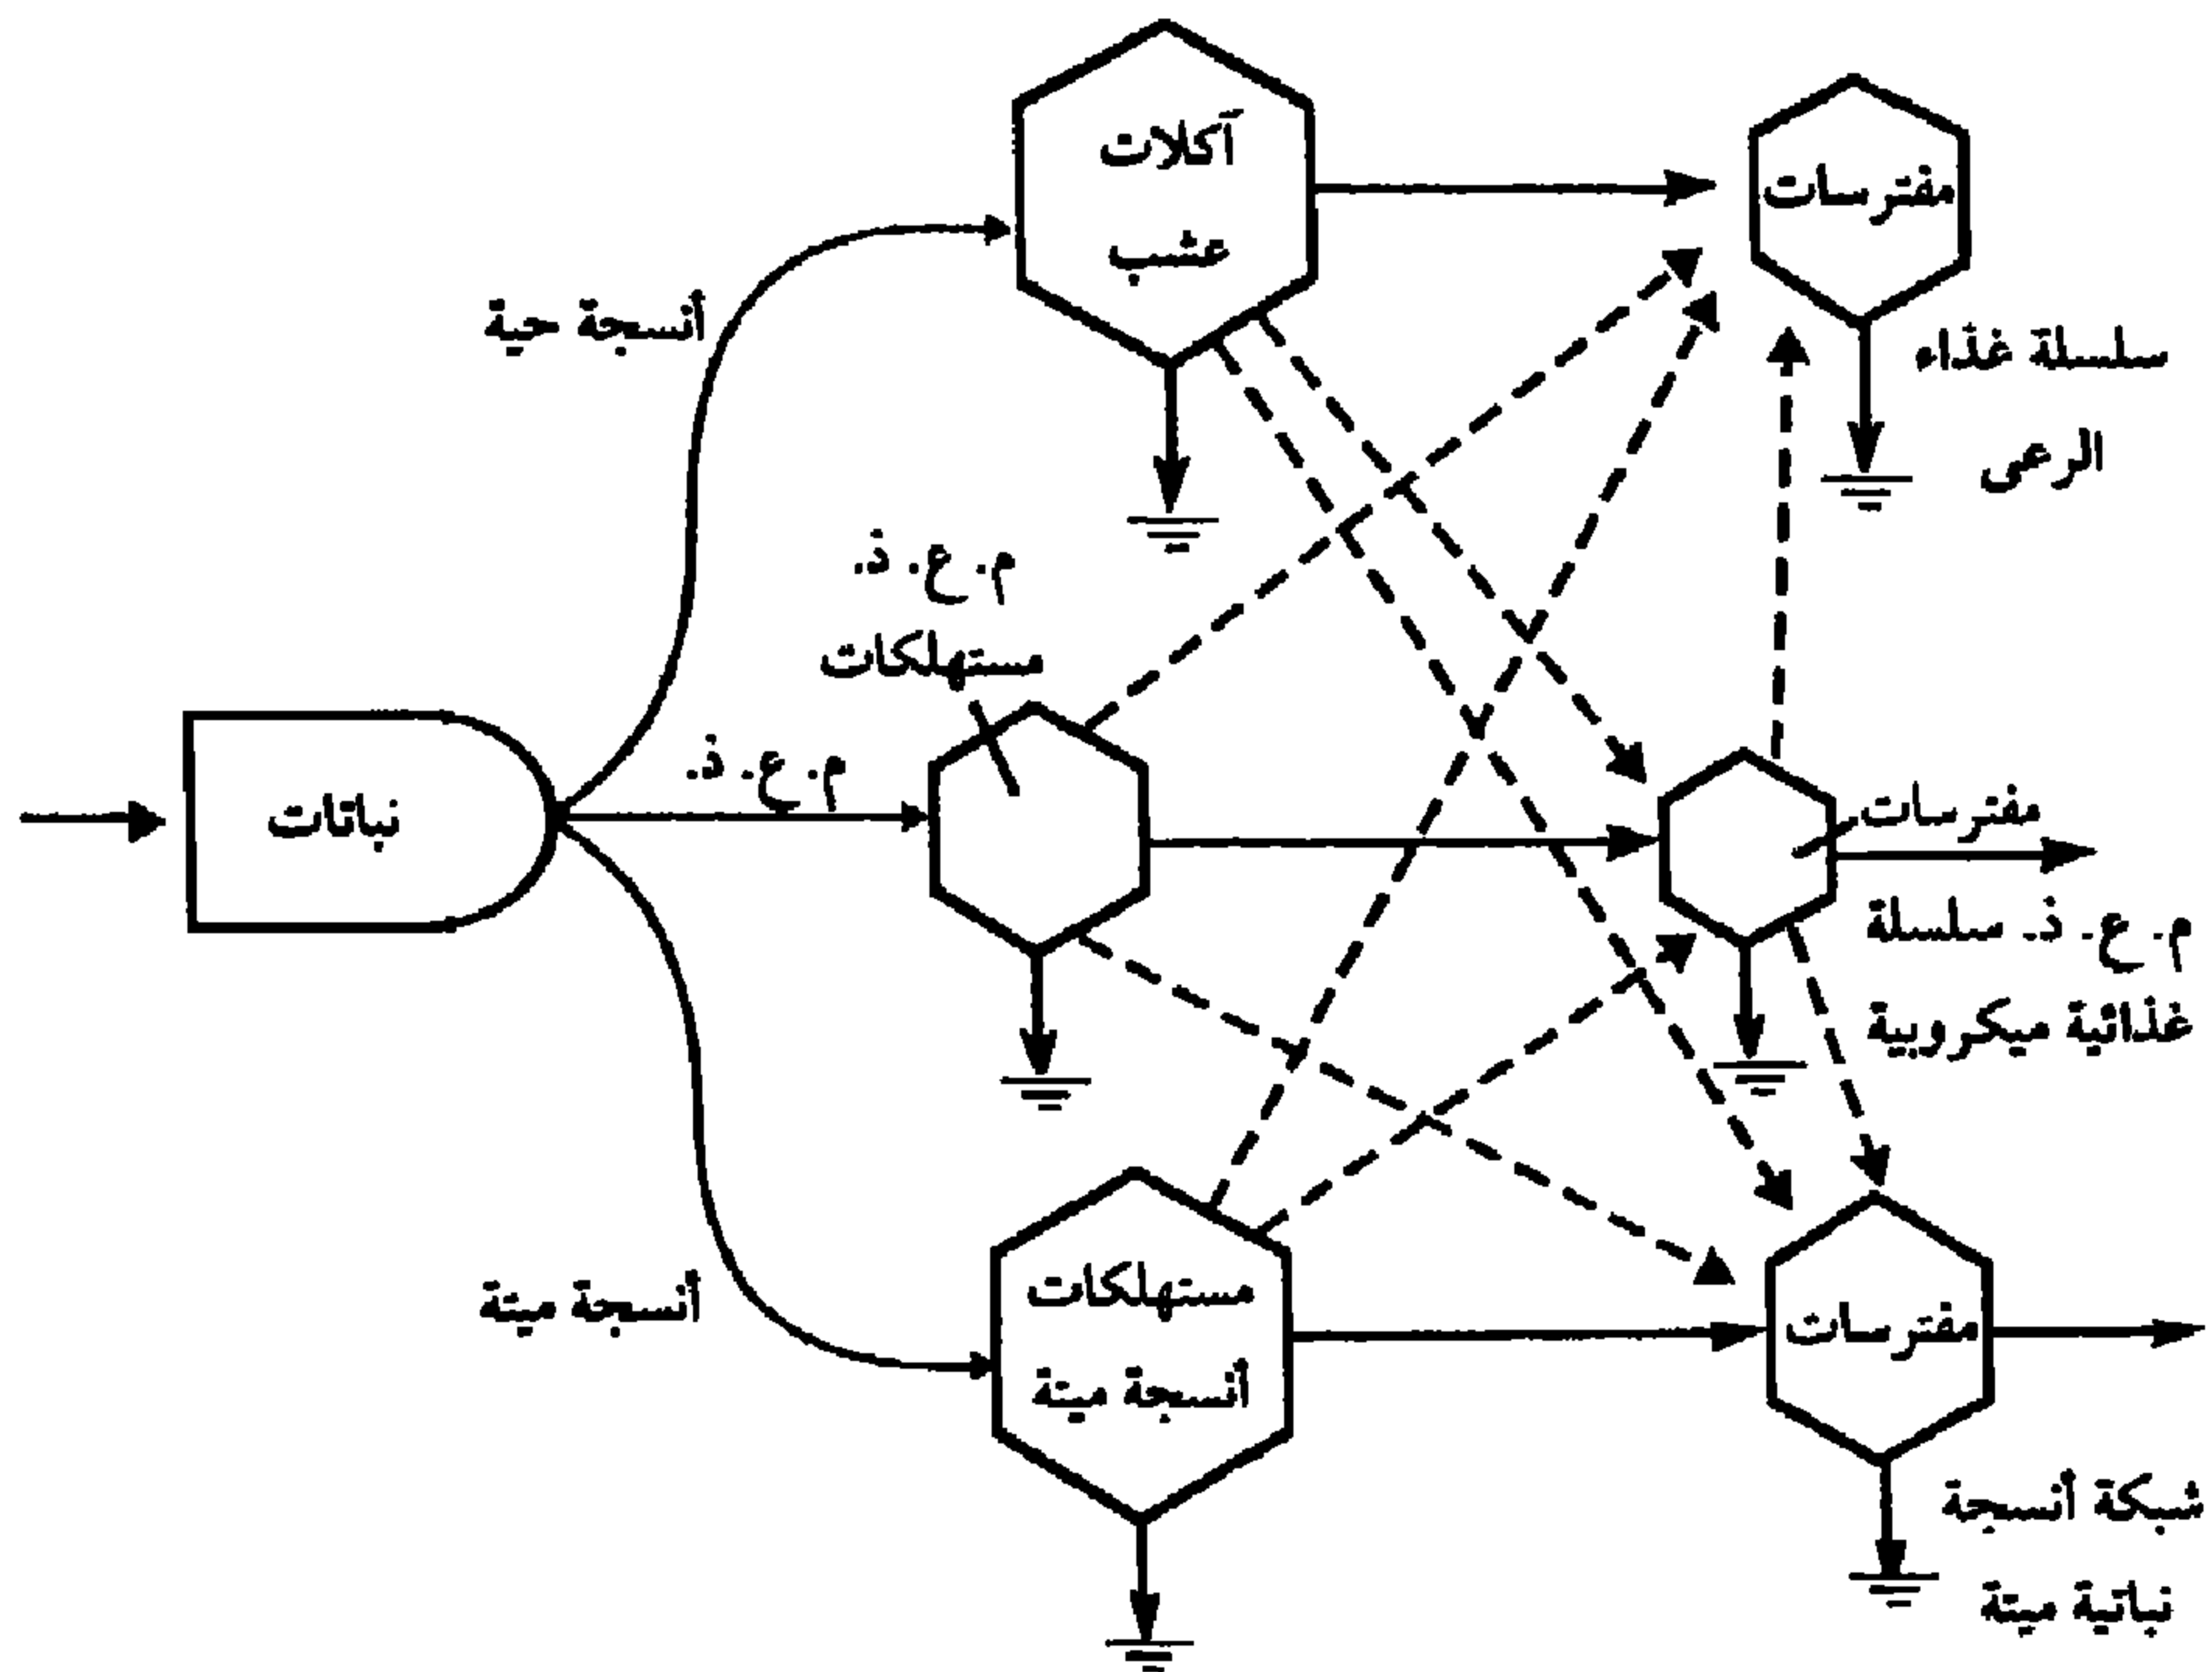 آكلات
عشب
مفترسات
أنسجة حية
سلسلة غذاء
الرعى
م. ع. ذ.
مستهلكات
م. ع. ذ.
نباتات
مفترسات
م. ع. ذ. سلسلة
غذائية ميكروبية
أنسجة ميتة
مستهلكات
أنسجة ميتة
مفترسات
شبكة أنسجة
نباتية ميتة